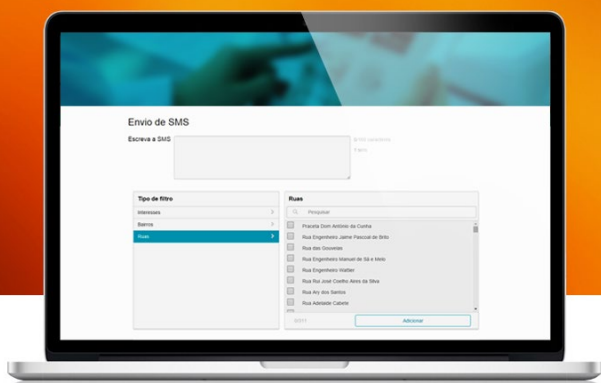 Envio de SMS
Escreva a SMS
Tipo de filtro
Interesses
Bairros
Ruas
Ruas
Pesquisar
Praceta Dom António da Cunha
Rua Engenheiro Jaime Pascoal de Brito
Rua das Gouveias
Rua Engenheiro Manuel de Sá e Melo
Rua Engenheiro Walter
Rua Rui José Coelho Abres da Silva
Rua Ary dos Santos
Rua Adelaide Cabete
Adicionar